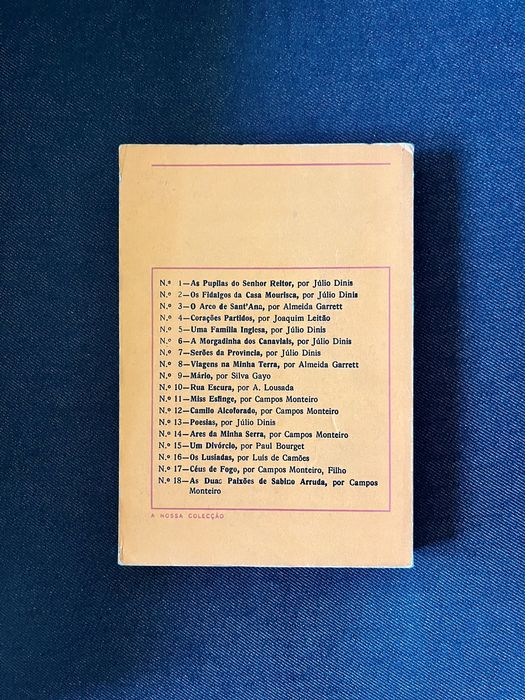 N.º 1—As Pupilas do Senhor Reitor, por Júlio Dinis
N.º 2—Os Fidalgos da Casa Mourisca, por Júlio Dinis
N.º 3—O Arco de Sant'Ana, por Almeida Garrett
N.º 4—Corações Partidos, por Joaquim Leitão
N.º 5—Uma Família Inglesa, por Júlio Dinis
N.º 6—A Morgadinha dos Canaviais, por Júlio Dinis
N.º 7—Serões da Provincia, por Júlio Dinis
N.º 8—Viagens na Minha Terra, por Almeida Garrett
N.º 9—Mário, por Silva Gayo
N.º 10—Rua Escura, por A. Lousada
N.º 11—Miss Esfinge, por Campos Monteiro
N.º 12—Camilo Alcoforado, por Campos Monteiro
N.º 13—Poesias, por Júlio Dinis
N.º 14—Ares da Minha Serra, por Campos Monteiro
N.º 15—Um Divórcio, por Paul Bourget
N.º 16—Os Lusíadas, por Luís de Camões
N.º 17—Céus de Fogo, por Campos Monteiro, Filho
N.º 18—As Duas Paixões de Sabino Arruda, por Campos
Monteiro
A NOSSA COLECÇÃO